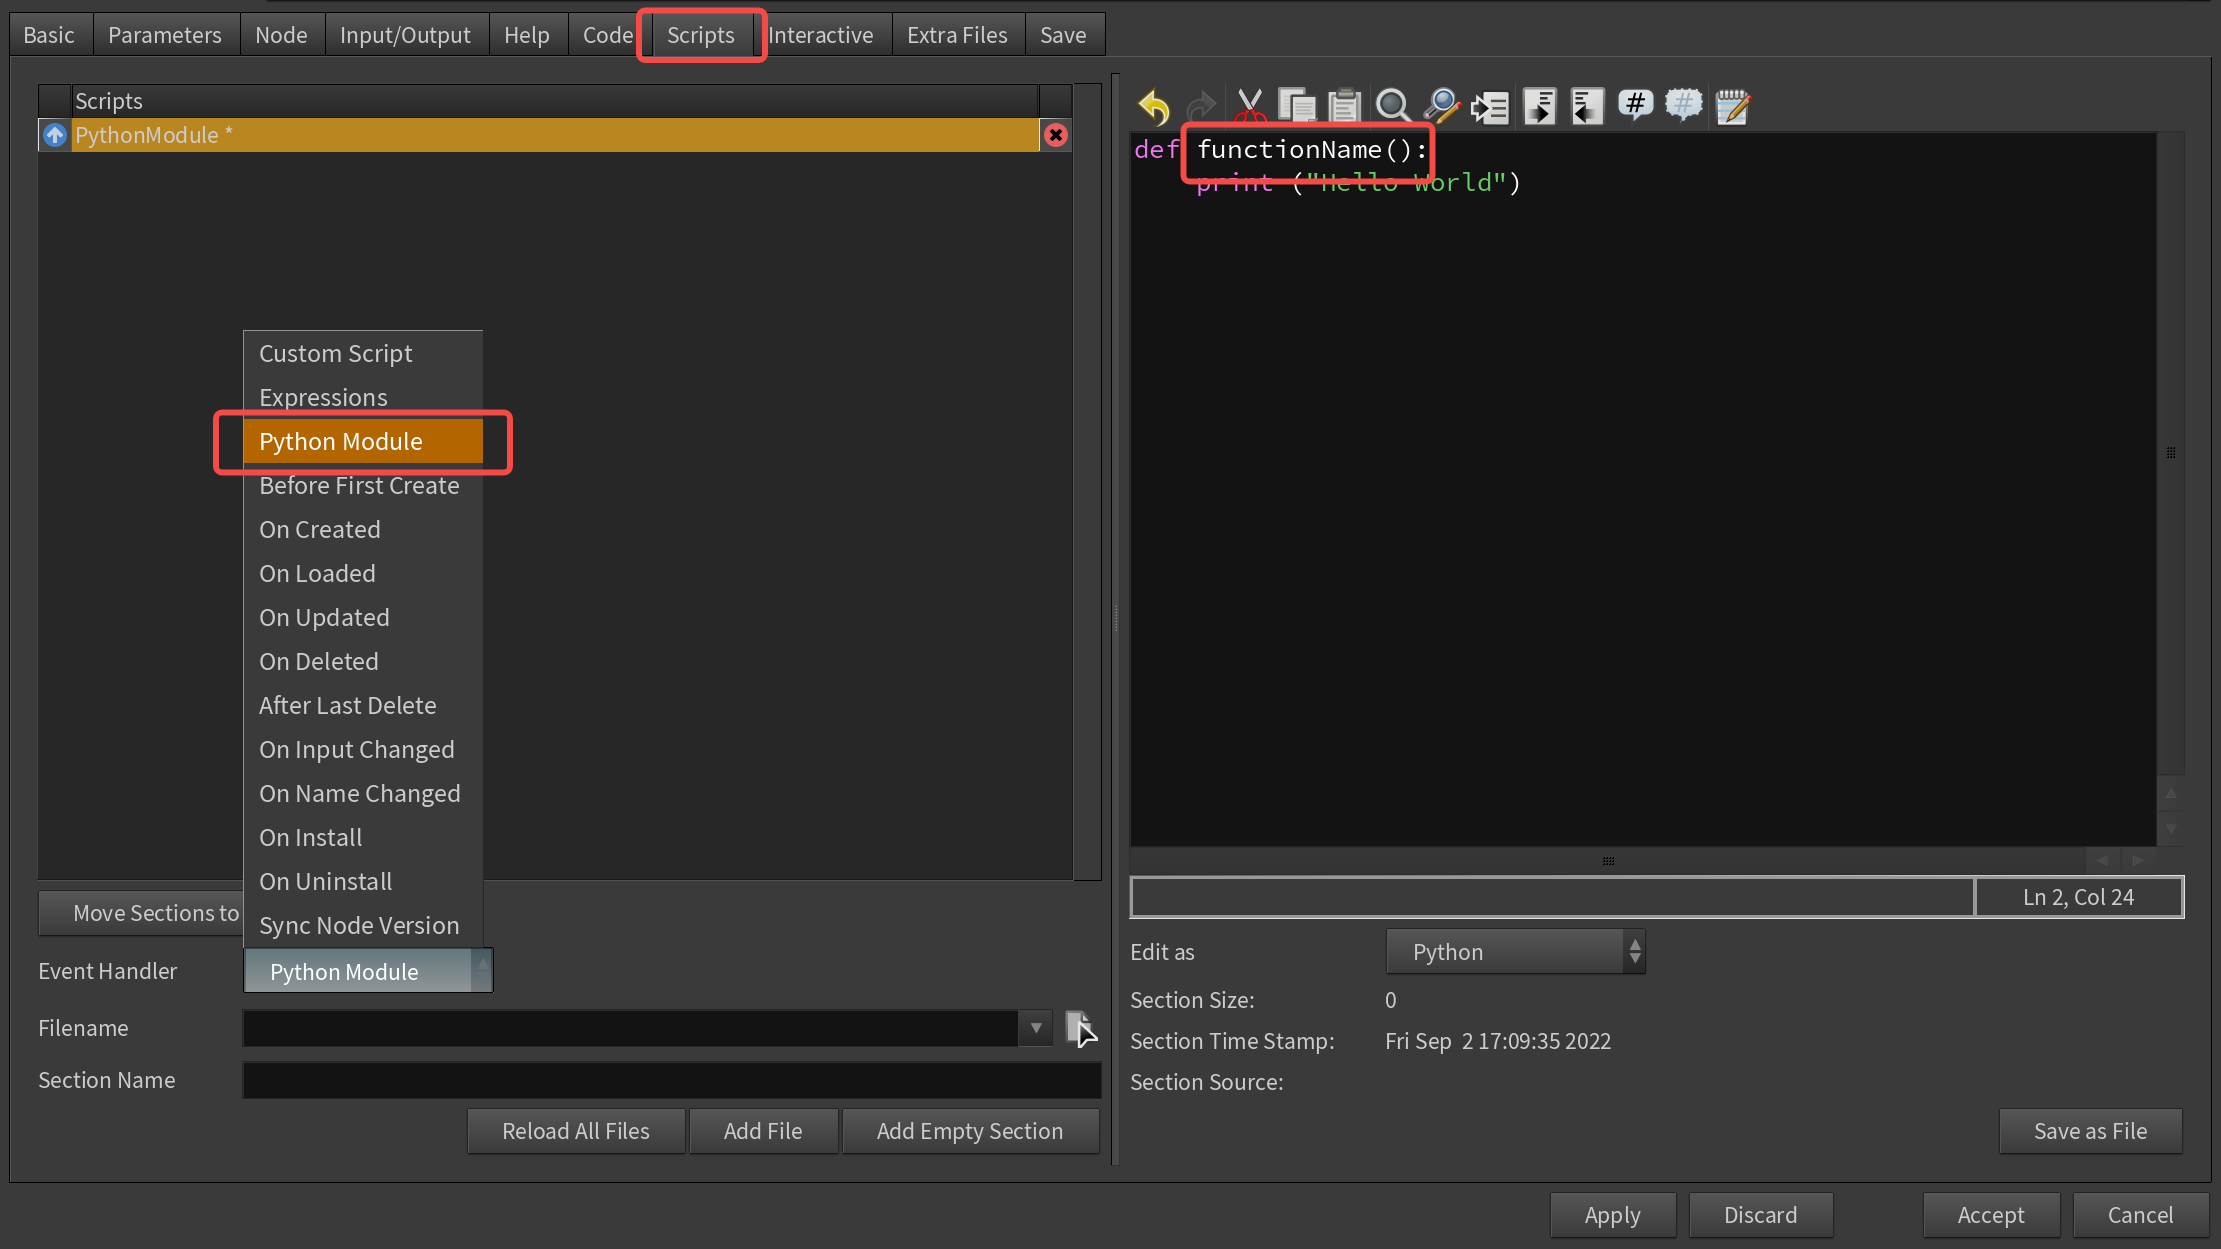 Basic Parameters Node Input/Output Help Code Scripts Interactive Extra Files Save
Scripts
PythonModule *
Custom Script
Expressions
Python Module
Before First Create
On Created
On Loaded
On Updated
On Deleted
After Last Delete
On Input Changed
On Name Changed
On Install
On Uninstall
Sync Node Version
Move Sections to
Event Handler Python Module
Filename
Section Name
Reload All Files Add File Add Empty Section
# #
def functionName():
print ("Hello World")
Ln 2, Col 24
Edit as Python
Section Size: 0
Section Time Stamp: Fri Sep  2 17:09:35 2022
Section Source:
Save as File
Apply Discard Accept Cancel